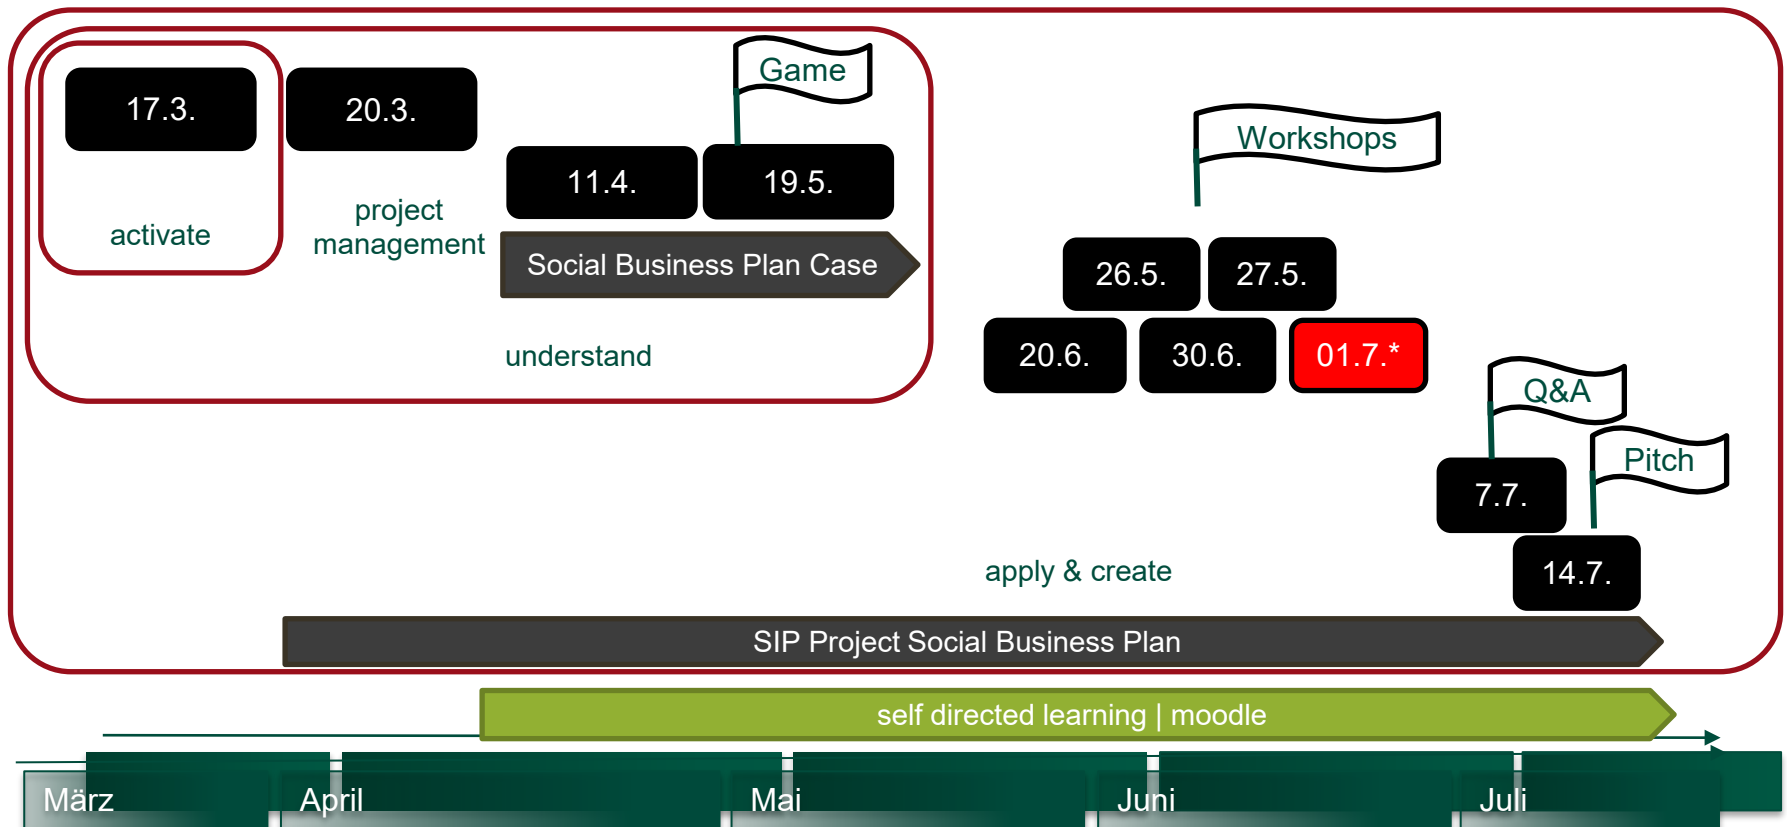 Game
17.3.
20.3.
11.4.
19.5.
Workshops
activate
project
management
Social Business Plan Case
understand
26.5.
27.5.
20.6.
30.6.
01.7.*
Q&A
Pitch
7.7.
14.7.
apply & create
SIP Project Social Business Plan
self directed learning | moodle
März
April
Mai
Juni
Juli